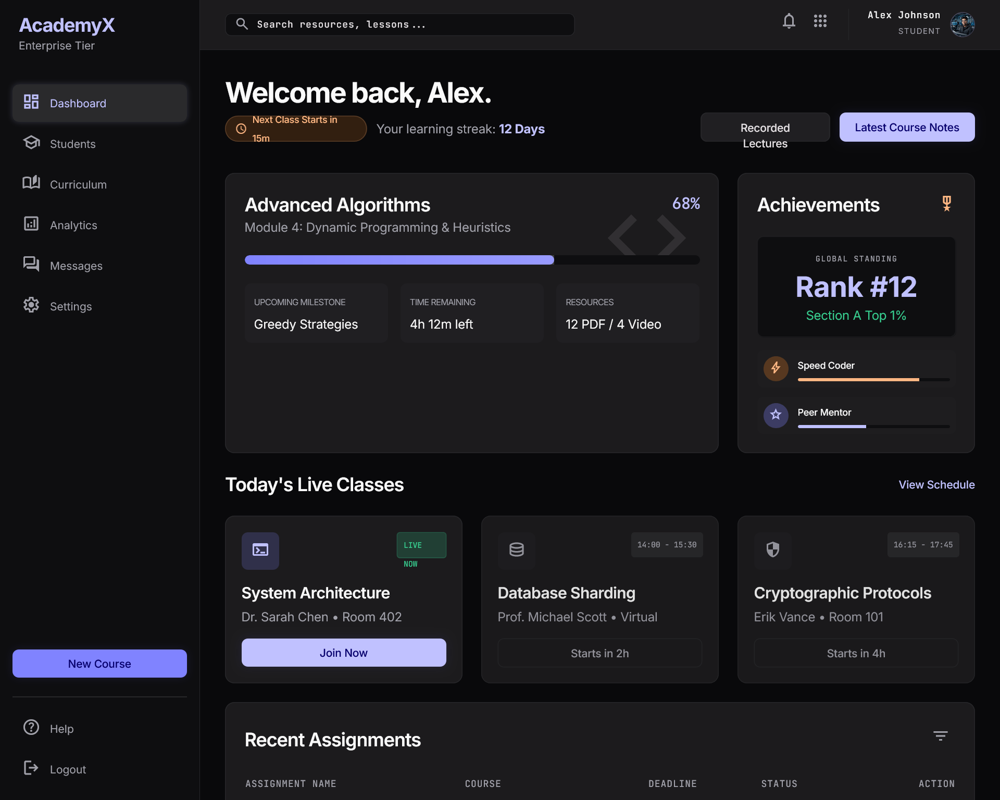 AcademyX
Enterprise Tier
Dashboard
Students
Curriculum
Analytics
Messages
Settings
New Course
Help
Logout
Search resources, lessons...
Alex Johnson
STUDENT
Welcome back, Alex.
Next Class Starts in
15m
Your learning streak: 12 Days
Recorded
Lectures
Latest Course Notes
Advanced Algorithms
68%
Module 4: Dynamic Programming & Heuristics
UPCOMING MILESTONE
Greedy Strategies
TIME REMAINING
4h 12m left
RESOURCES
12 PDF / 4 Video
Achievements
GLOBAL STANDING
Rank #12
Section A Top 1%
Speed Coder
Peer Mentor
Today's Live Classes
View Schedule
LIVE
NOW
System Architecture
Dr. Sarah Chen • Room 402
Join Now
14:00 - 15:30
Database Sharding
Prof. Michael Scott • Virtual
Starts in 2h
16:15 - 17:45
Cryptographic Protocols
Erik Vance • Room 101
Starts in 4h
Recent Assignments
ASSIGNMENT NAME
COURSE
DEADLINE
STATUS
ACTION